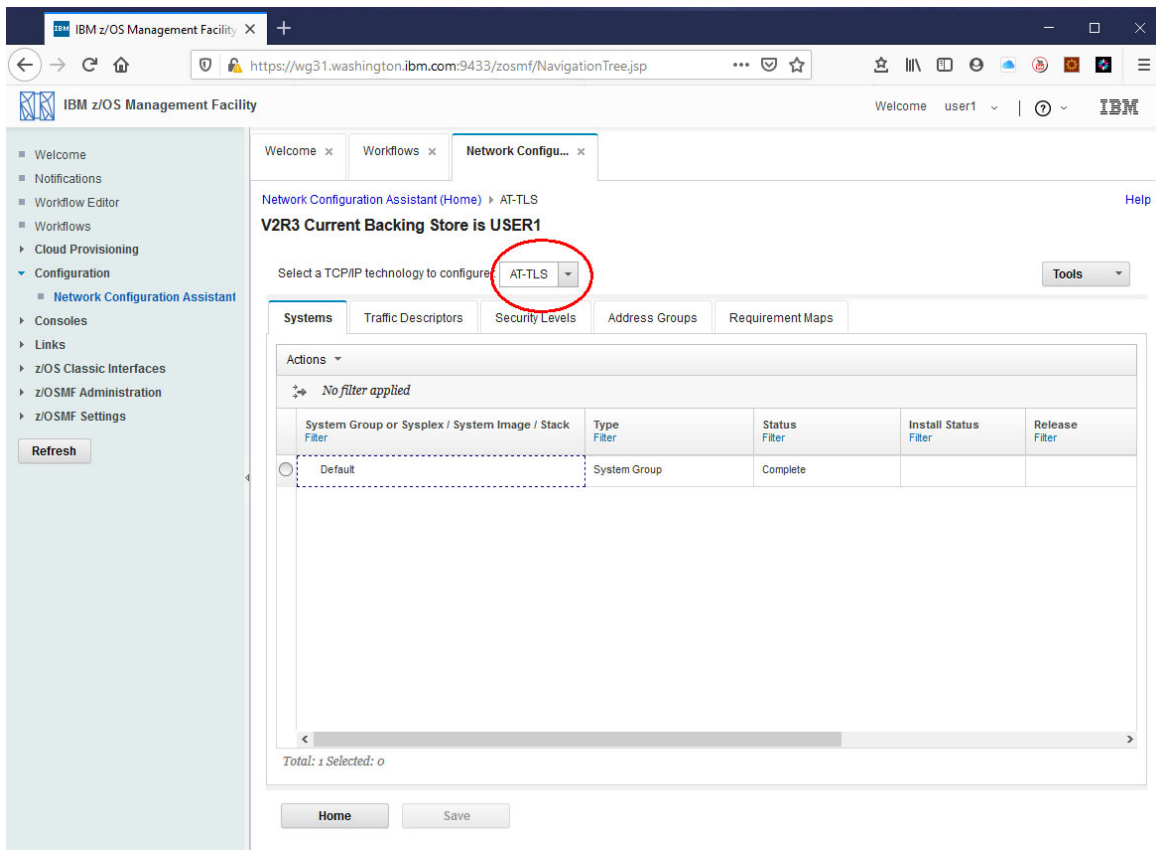 IBM IBM z/OS Management Facility
https://wg31.washington.ibm.com:9433/zosmf/NavigationTree.jsp
IBM z/OS Management Facility
Welcome user1
IBM
Welcome
Notifications
Workflow Editor
Workflows
Cloud Provisioning
Configuration
Network Configuration Assistant
Consoles
Links
z/OS Classic Interfaces
z/OSMF Administration
z/OSMF Settings
Refresh
Welcome × Workflows × Network Configu... ×
Network Configuration Assistant (Home) AT-TLS Help
V2R3 Current Backing Store is USER1
Select a TCP/IP technology to configure: AT-TLS Tools
Systems Traffic Descriptors Security Levels Address Groups Requirement Maps
Actions
No filter applied
System Group or Sysplex / System Image / Stack Type Status Install Status Release
Filter Filter Filter Filter Filter
Default System Group Complete
Total: 1 Selected: 0
Home Save